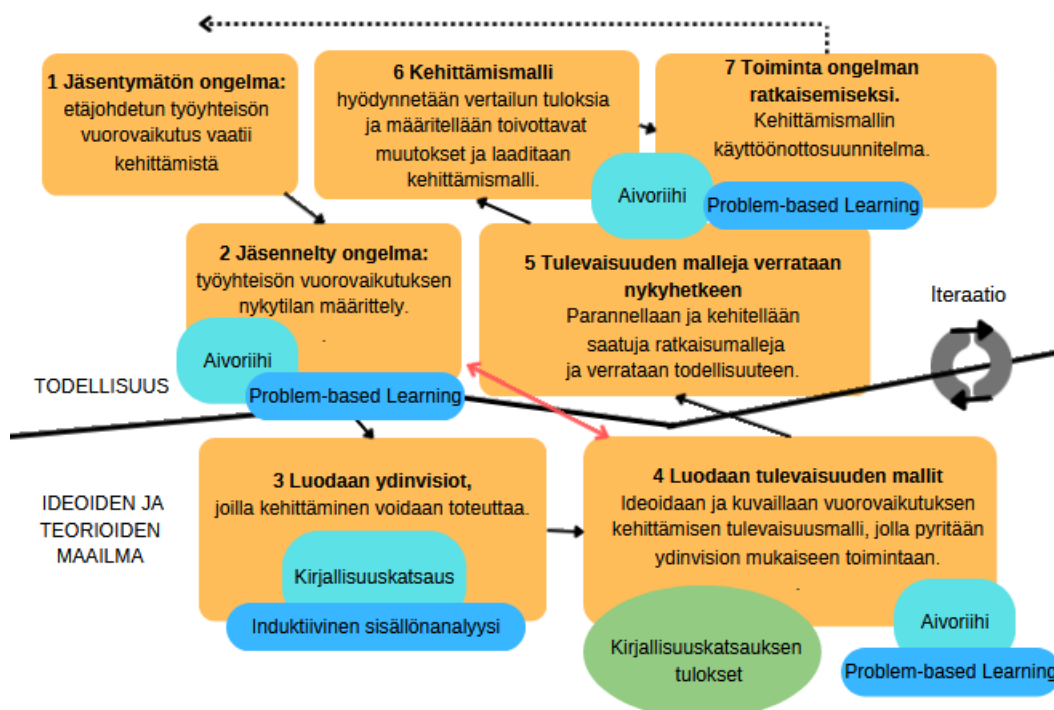 1 Jäsentymätön ongelma:
etäjohdetun työyhteisön
vuorovaikutus vaatii
kehittämistä
6 Kehittämismalli
hyödynnetään vertailun tuloksia
ja määritellään toivottavat
muutokset ja laaditaan
kehittämismalli.
7 Toiminta ongelman
ratkaisemiseksi.
Kehittämismallin
käyttöönottosuunnitelma.
Aivoriihi
Problem-based Learning
2 Jäsennelty ongelma:
työyhteisön vuorovaikutuksen
nykytilan määrittely.
.
Aivoriihi
Problem-based Learning
5 Tulevaisuuden malleja verrataan
nykyhetkeen
Parannellaan ja kehitellään
saatuja ratkaisumalleja
ja verrataan todellisuuteen.
Iteraatio
TODELLISUUS
IDEOIDEN JA
TEORIOIDEN
MAAILMA
3 Luodaan ydinvisiot,
joilla kehittäminen voidaan toteuttaa.
Kirjallisuuskatsaus
Induktiivinen sisällönanalyysi
4 Luodaan tulevaisuuden mallit
Ideoidaan ja kuvaillaan vuorovaikutuksen
kehittämisen tulevaisuusmalli, jolla pyritään
ydinvision mukaiseen toimintaan.
.
Kirjallisuuskatsauksen
tulokset
Aivoriihi
Problem-based Learning